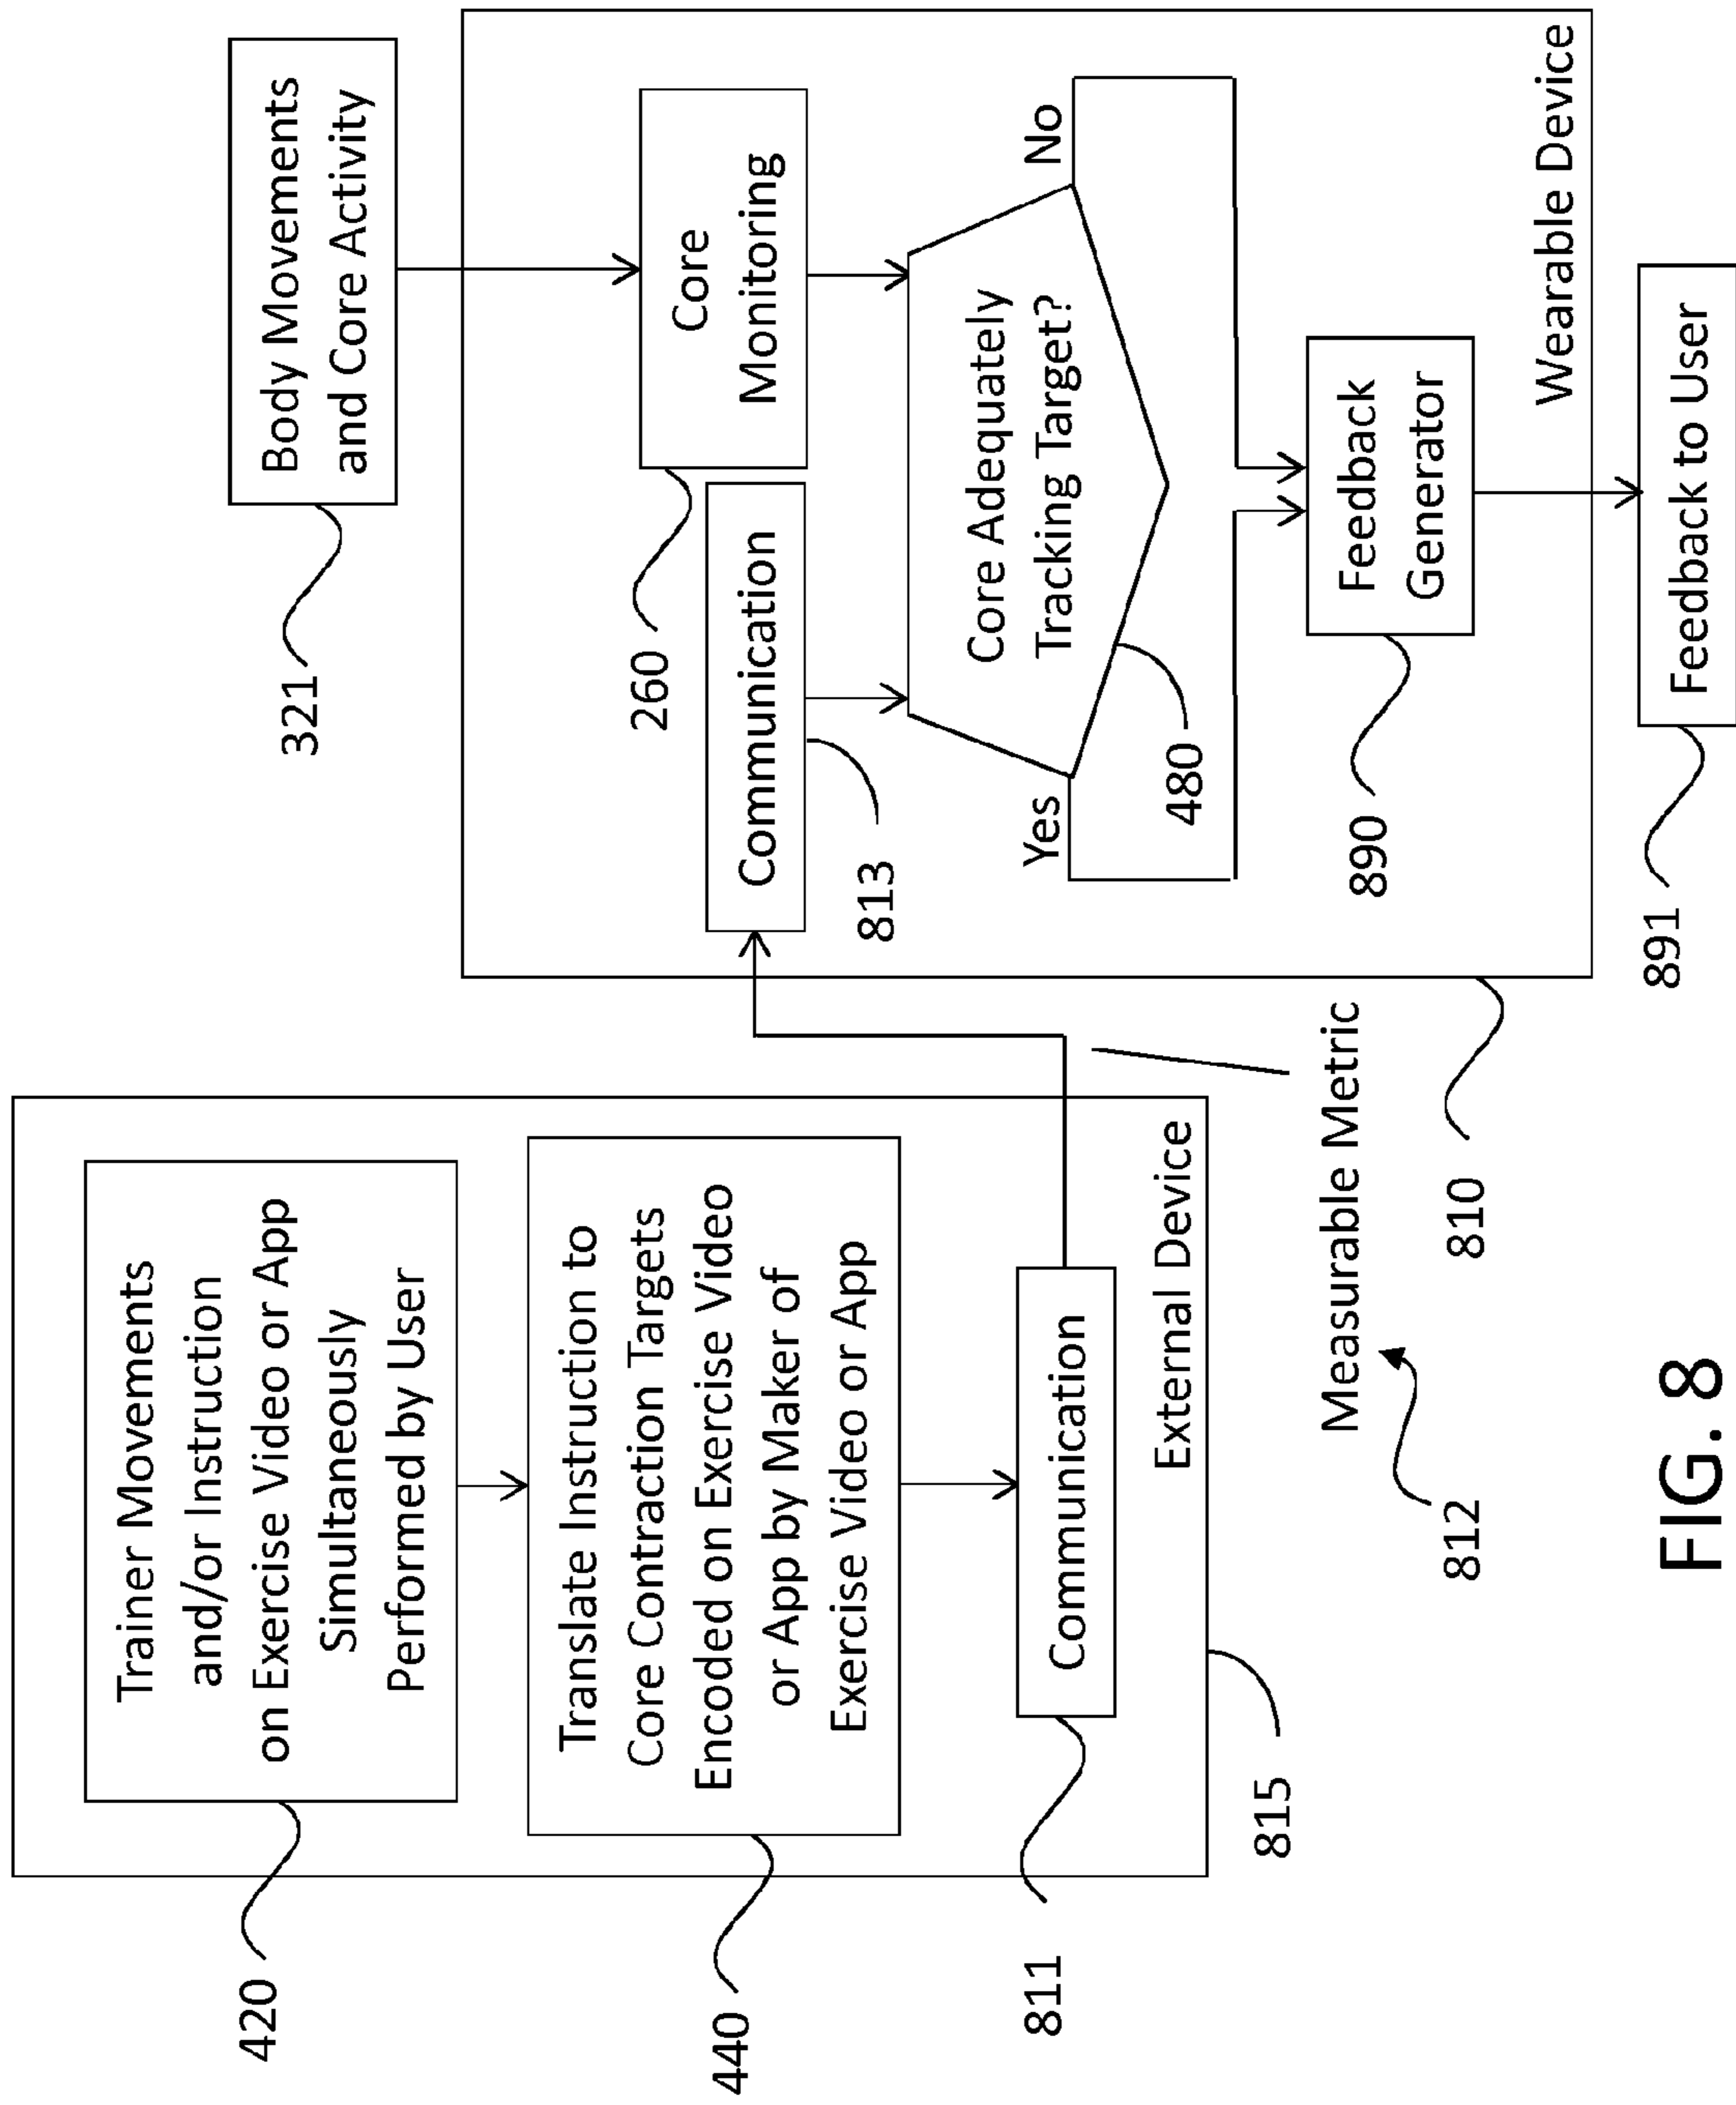 Trainer Movements
and/or Instruction
on Exercise Video or App
Simultaneously
Performed by User
420
Translate Instruction to
Core Contraction Targets
Encoded on Exercise Video
or App by Maker of
Exercise Video or App
440
Communication
811
External Device
815
Measurable Metric
812
Body Movements
and Core Activity
321
Core
Monitoring
260
Communication
813
Core Adequately
Tracking Target?
Yes
No
480
Feedback
Generator
890
Wearable Device
810
Feedback to User
891
FIG. 8